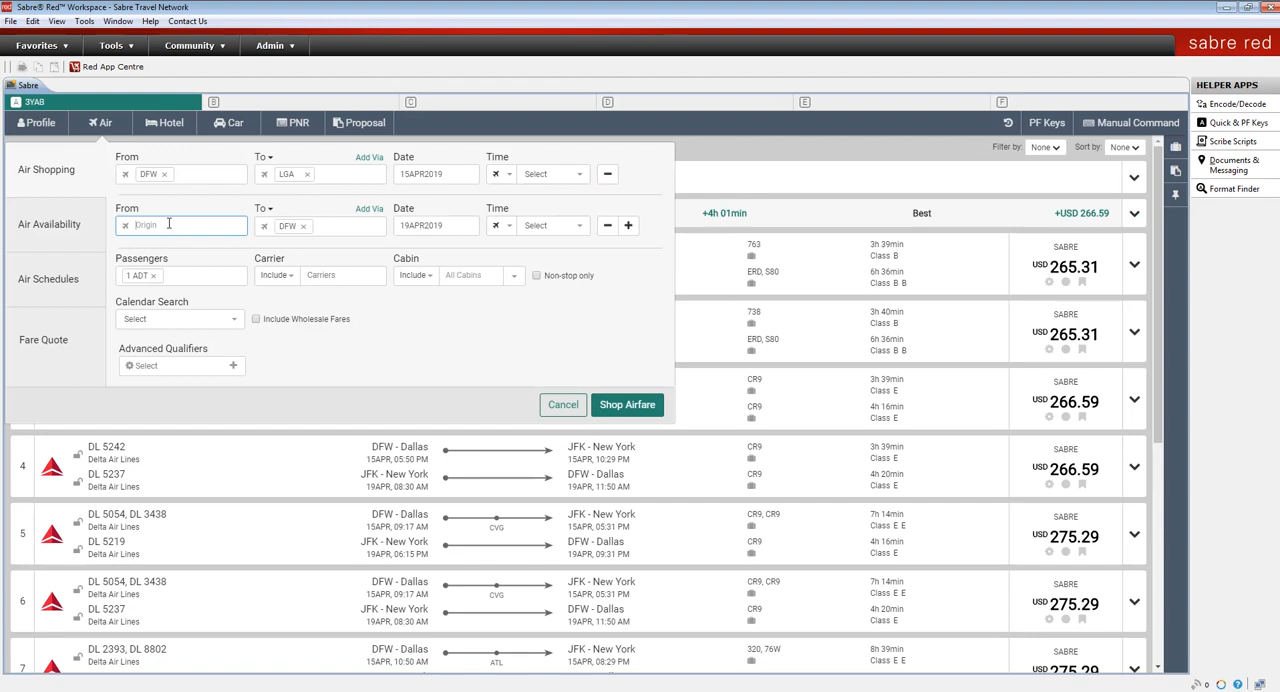 Sabre® Red™ Workspace - Sabre Travel Network
File Edit View Tools Window Help Contact Us
Favorites Tools Community Admin
sabre red
Red App Centre
Sabre
HELPER APPS
A 3YAB B C D E F
Encode/Decode
Profile Air Hotel Car PNR Proposal PF Keys Manual Command
Quick & PF Keys
Scribe Scripts
Documents &
Messaging
Format Finder
Filter by: None Sort by: None
Air Shopping
Air Availability
Air Schedules
Fare Quote
From To Add Via Date Time
DFW × LGA × 15APR2019 Select
From To Add Via Date Time
Origin DFW × 19APR2019 Select
Passengers Carrier Cabin
1 ADT × Include Carriers Include All Cabins Non-stop only
Calendar Search
Select Include Wholesale Fares
Advanced Qualifiers
Select +
Cancel Shop Airfare
+4h 01min Best +USD 266.59
763 3h 39min SABRE
Class B
USD 265.31
ERD, S80 6h 36min
Class B B
738 3h 40min SABRE
Class B
USD 265.31
ERD, S80 6h 36min
Class B B
CR9 3h 39min SABRE
Class E
USD 266.59
CR9 4h 16min
Class E
4
DL 5242 DFW - Dallas JFK - New York CR9 3h 39min SABRE
Delta Air Lines 15APR, 05:50 PM 15APR, 10:29 PM Class E
USD 266.59
DL 5237 JFK - New York DFW - Dallas CR9 4h 20min
Delta Air Lines 19APR, 08:30 AM 19APR, 11:50 AM Class E
5
DL 5054, DL 3438 DFW - Dallas JFK - New York CR9, CR9 7h 14min SABRE
Delta Air Lines 15APR, 09:17 AM CVG 15APR, 05:31 PM Class E E
USD 275.29
DL 5219 JFK - New York DFW - Dallas CR9 4h 16min
Delta Air Lines 19APR, 06:15 PM 19APR, 09:31 PM Class E
6
DL 5054, DL 3438 DFW - Dallas JFK - New York CR9, CR9 7h 14min SABRE
Delta Air Lines 15APR, 09:17 AM CVG 15APR, 05:31 PM Class E E
USD 275.29
DL 5237 JFK - New York DFW - Dallas CR9 4h 20min
Delta Air Lines 19APR, 08:30 AM 19APR, 11:50 AM Class E
7
DL 2393, DL 8802 DFW - Dallas JFK - New York 320, 76W 8h 39min SABRE
Delta Air Lines 15APR, 10:50 AM ATL 15APR, 08:29 PM Class E E
USD 275.29
0